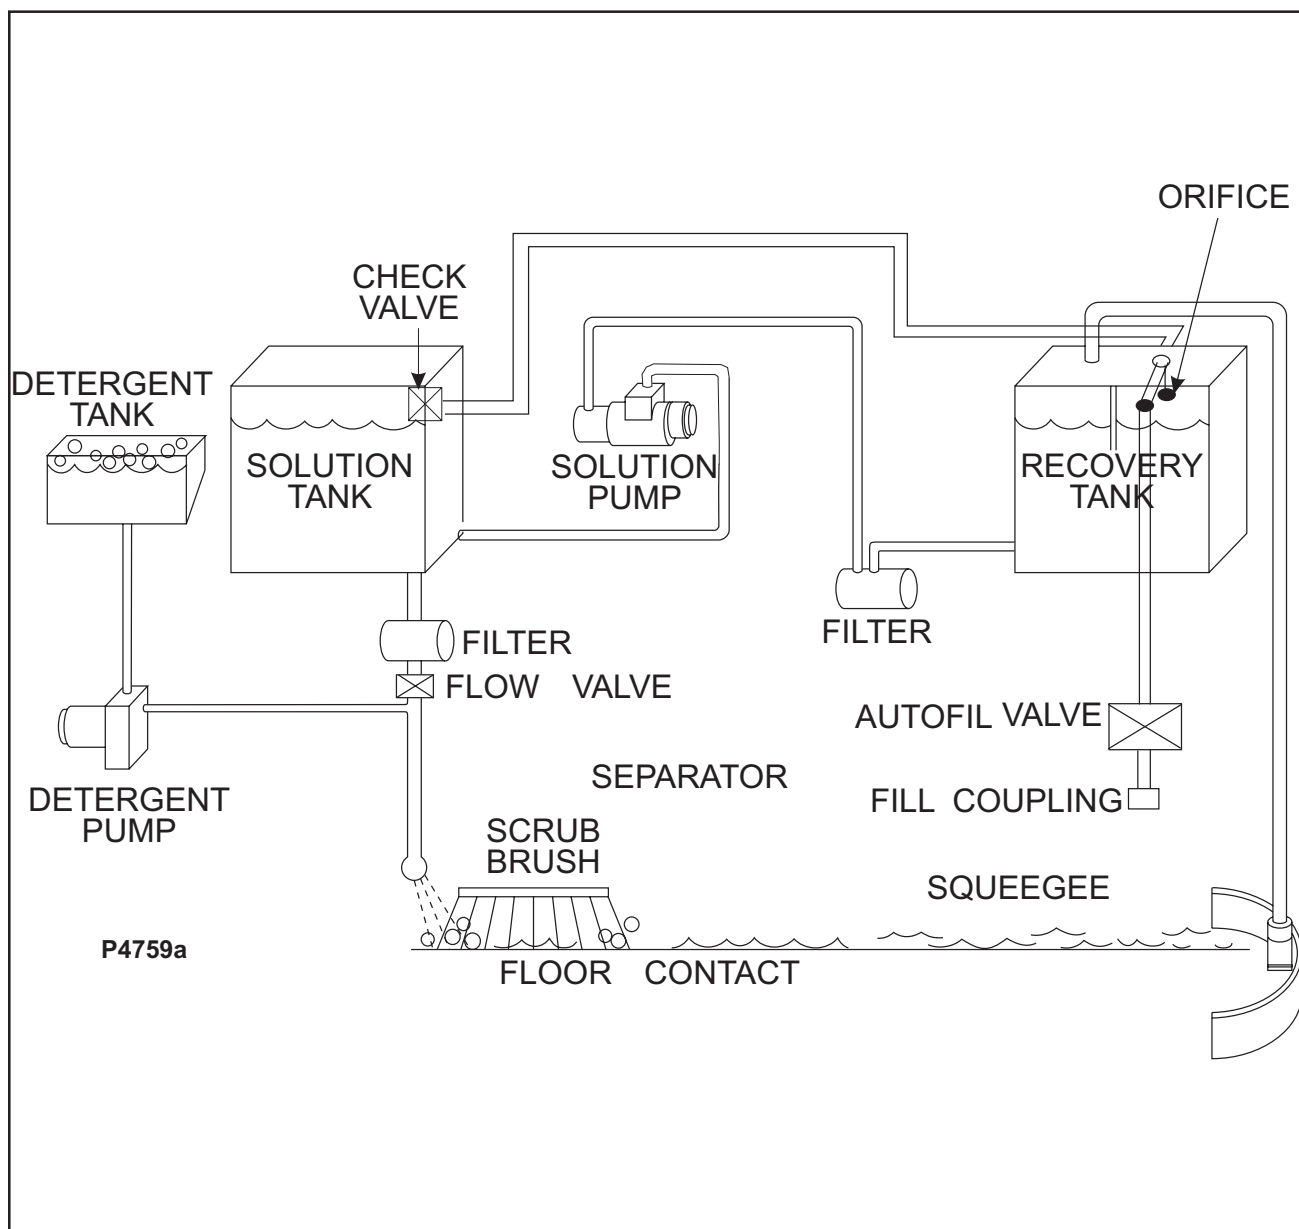 ORIFICE
CHECK
VALVE
DETERGENT
TANK
SOLUTION
TANK
SOLUTION
PUMP
RECOVERY
TANK
FILTER
FILTER
FLOW VALVE
AUTOFIL VALVE
SEPARATOR
FILL COUPLING
DETERGENT
PUMP
SCRUB
BRUSH
SQUEEGEE
P4759a
FLOOR CONTACT